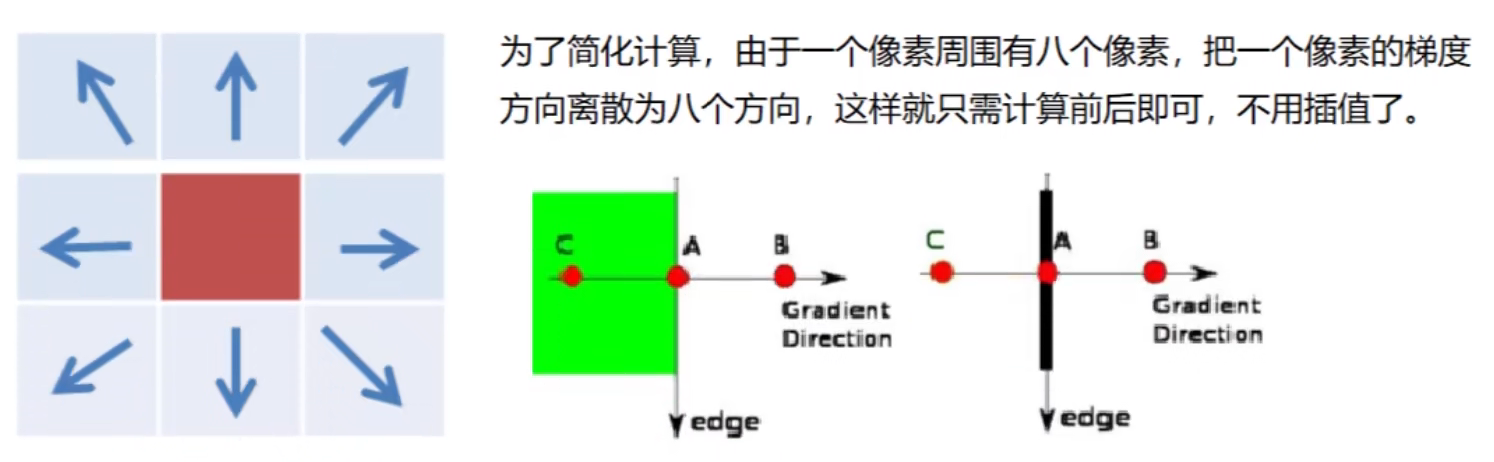 为了简化计算，由于一个像素周围有八个像素，把一个像素的梯度
方向离散为八个方向，这样就只需计算前后即可，不用插值了。
C
A
B
Gradient
Direction
edge
C
A
B
Gradient
Direction
edge